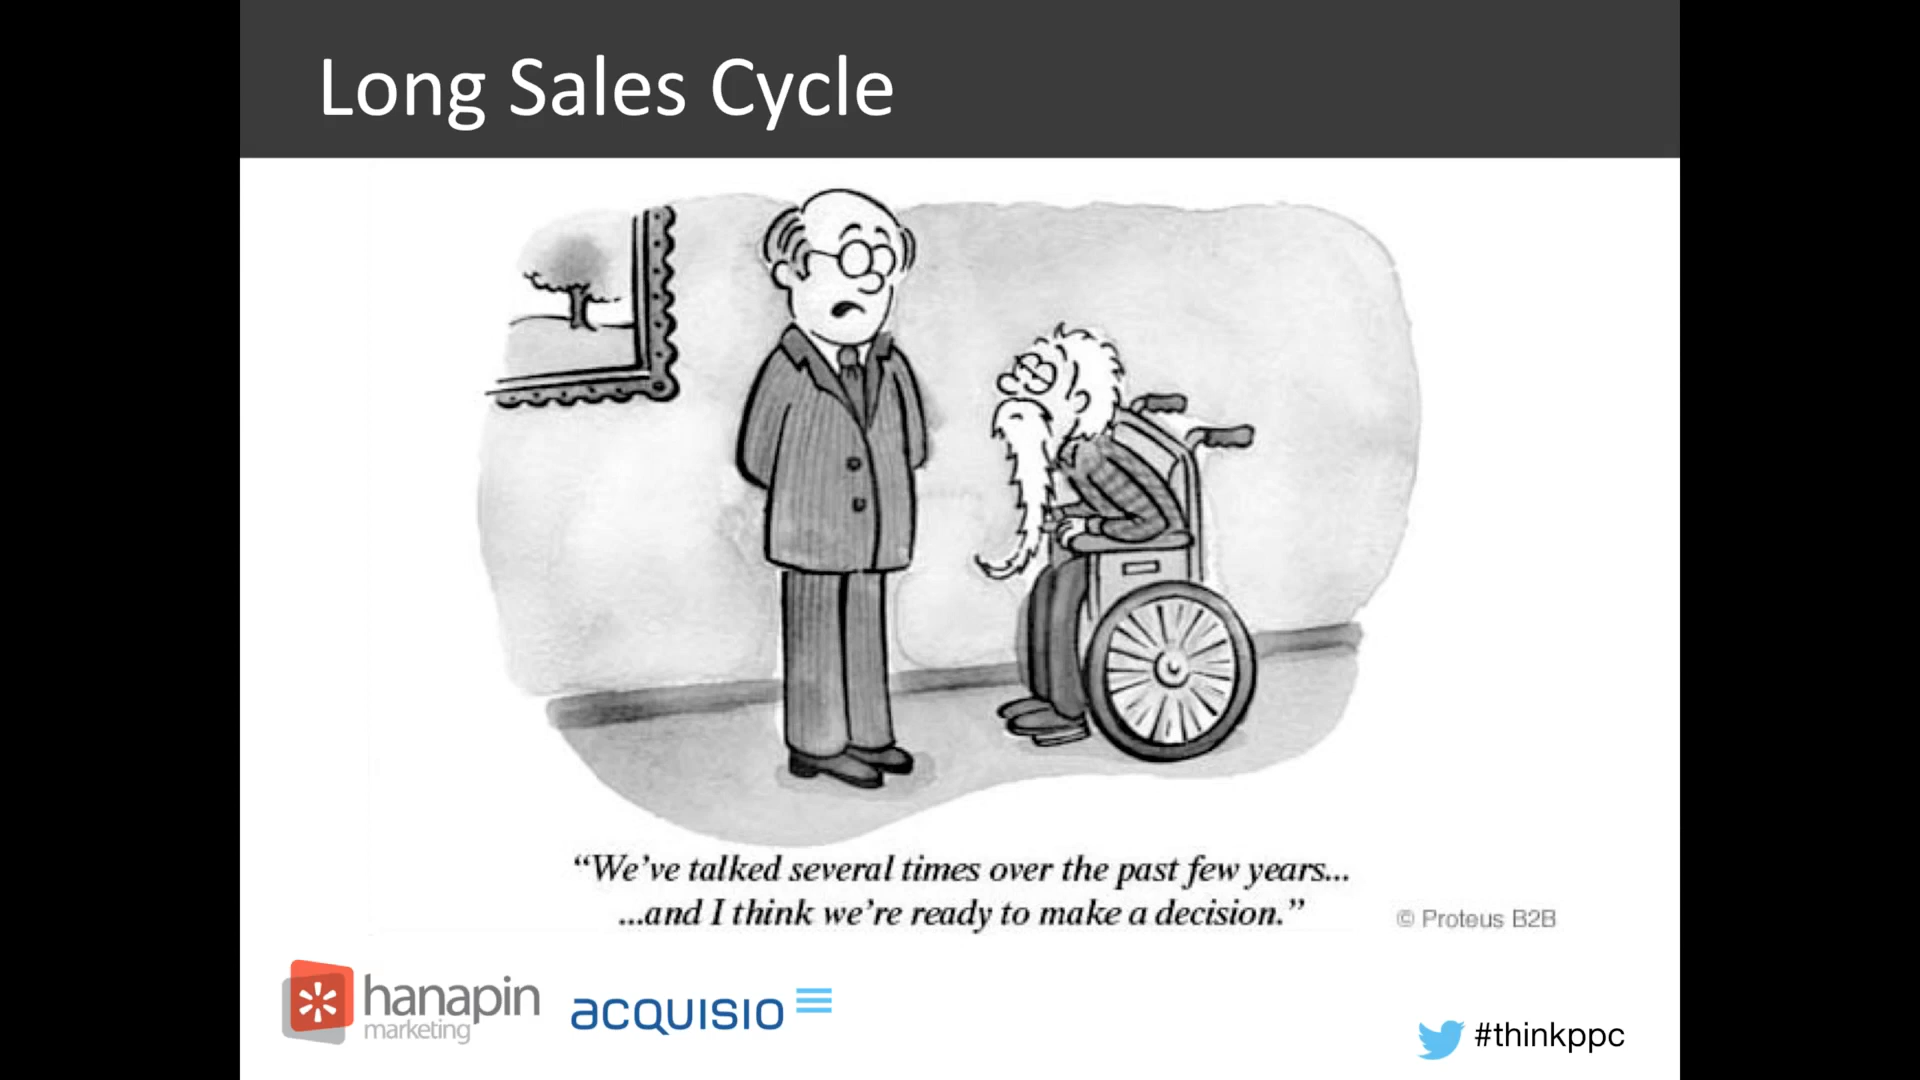 Long Sales Cycle
“We’ve talked several times over the past few years...
...and I think we’re ready to make a decision.”
© Proteus B2B
hanapin
marketing
acquisio
#thinkppc